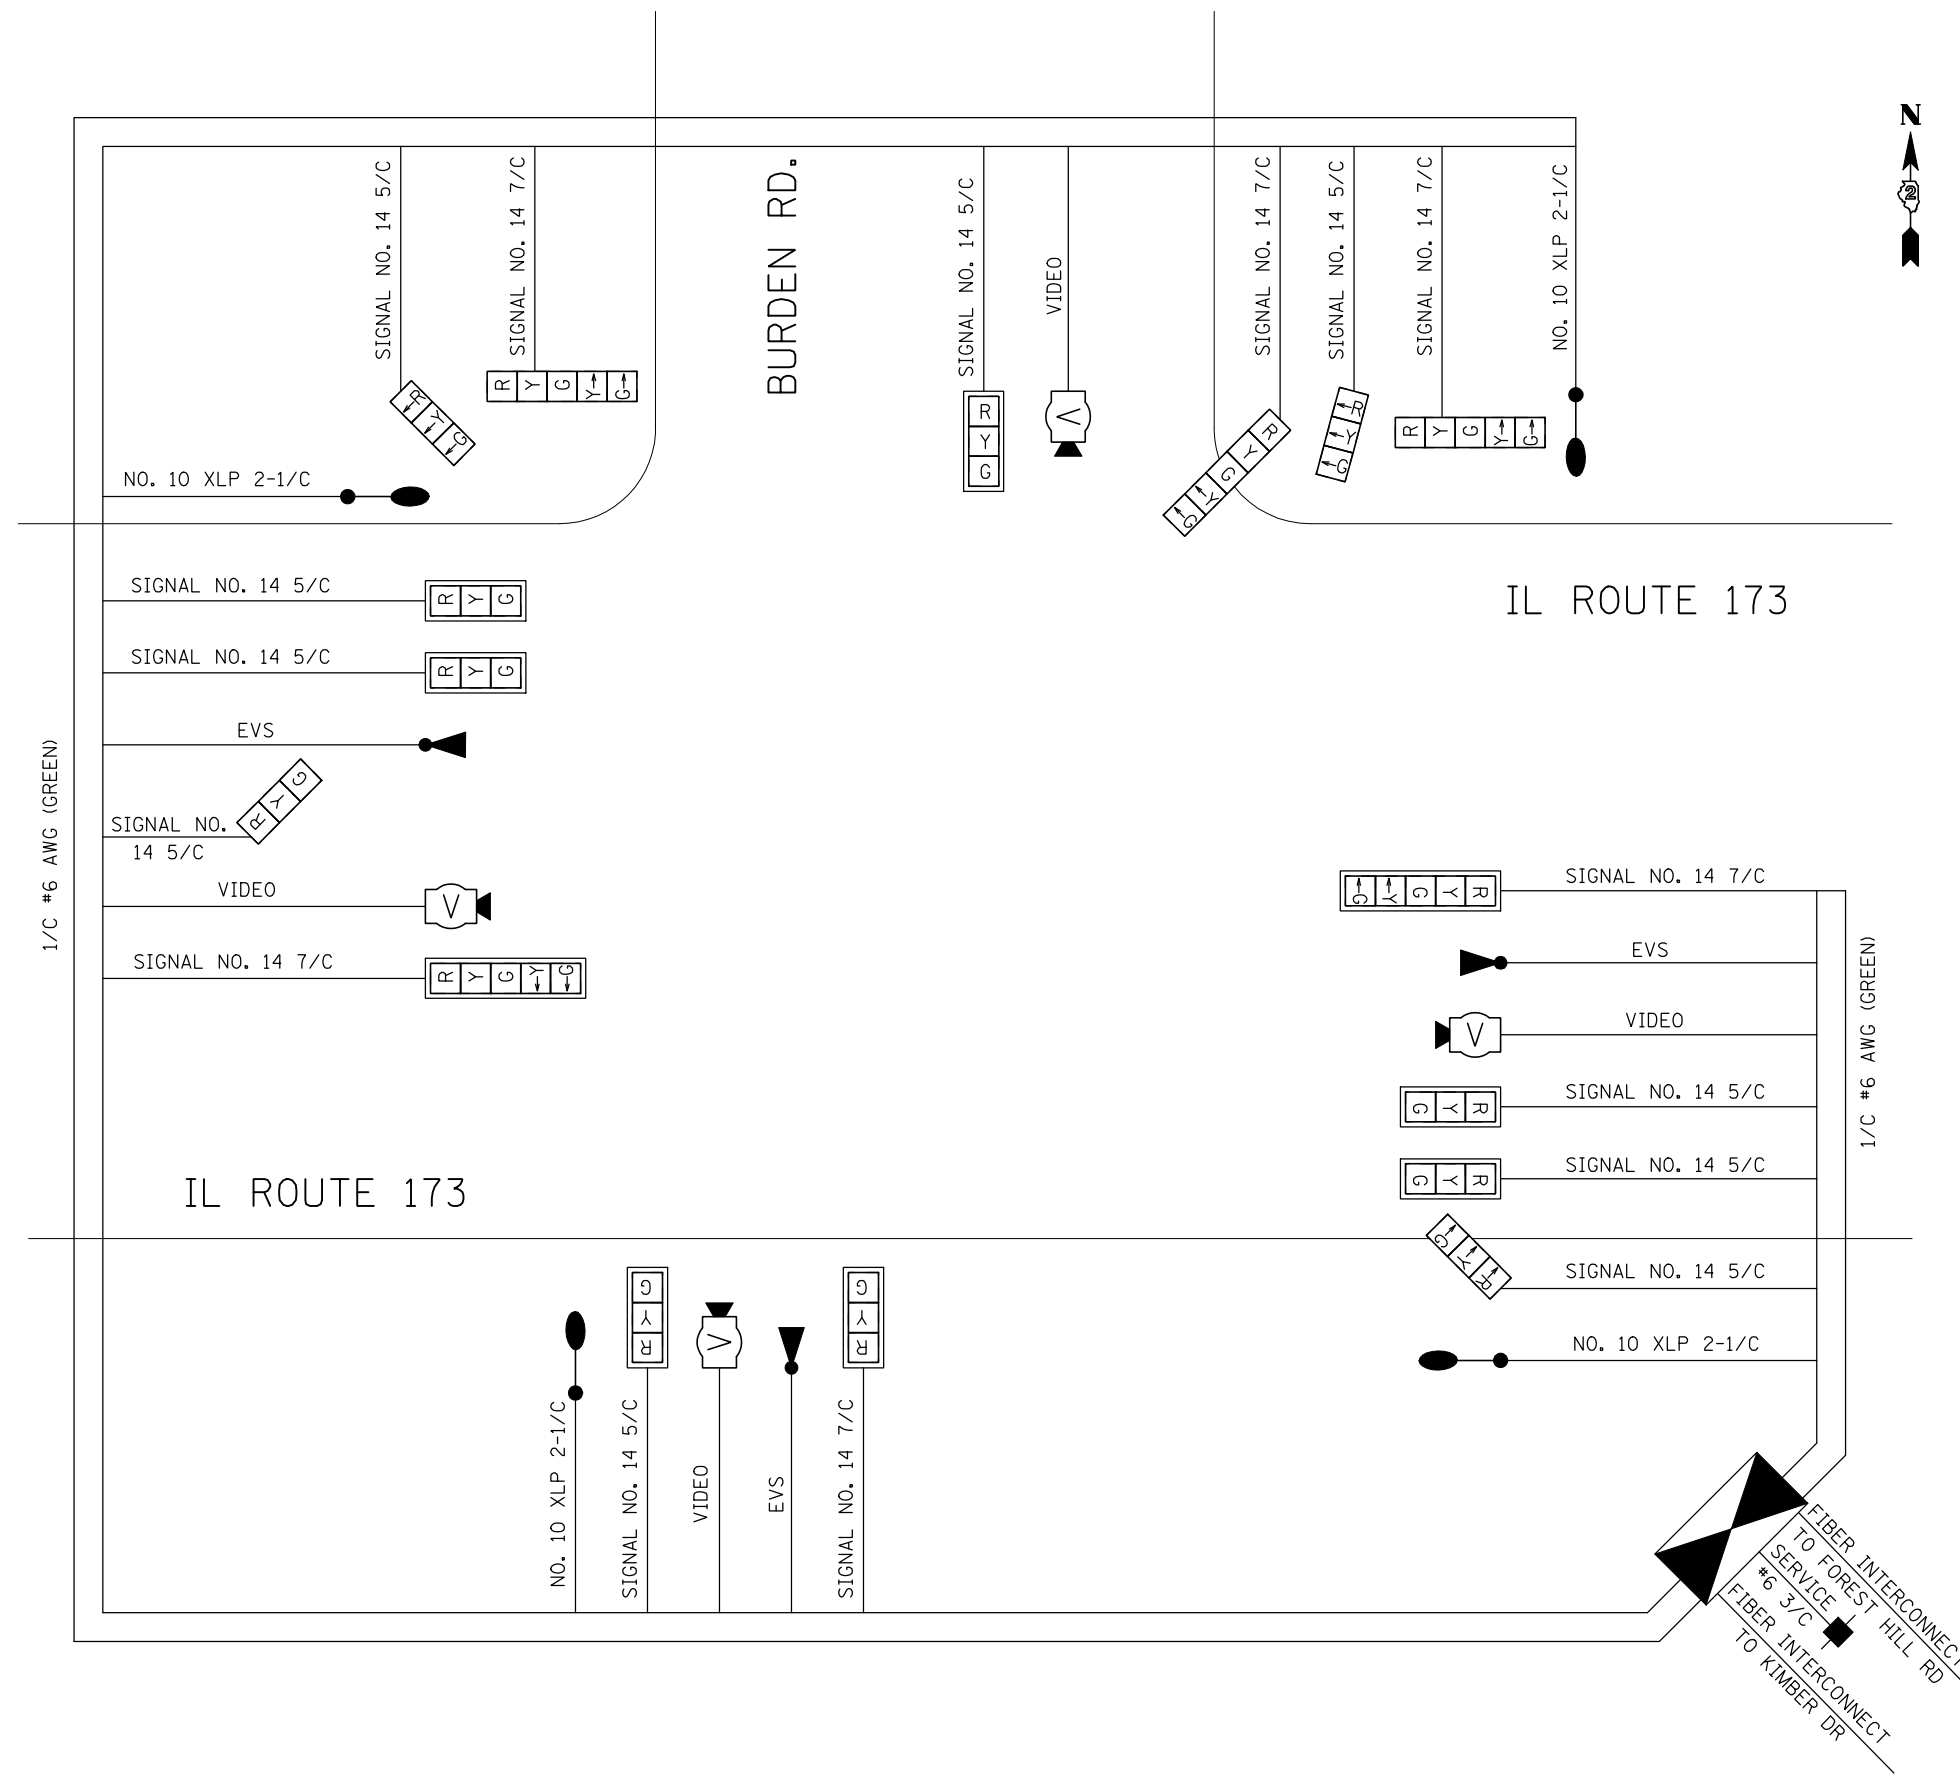 N
2
SIGNAL NO. 14 5/C
SIGNAL NO. 14 7/C
BURDEN RD.
SIGNAL NO. 14 5/C
VIDEO
SIGNAL NO. 14 7/C
SIGNAL NO. 14 5/C
SIGNAL NO. 14 7/C
NO. 10 XLP 2-1/C
R Y G
R Y G Y G
R Y G
V
R Y G Y G
R Y G
R Y G Y G
NO. 10 XLP 2-1/C
SIGNAL NO. 14 5/C
R Y G
IL ROUTE 173
SIGNAL NO. 14 5/C
R Y G
EVS
1/C #6 AWG (GREEN)
SIGNAL NO.
14 5/C
R Y G
VIDEO
V
SIGNAL NO. 14 7/C
R Y G Y G
G Y G Y R
SIGNAL NO. 14 7/C
EVS
V
VIDEO
1/C #6 AWG (GREEN)
G Y R
SIGNAL NO. 14 5/C
G Y R
SIGNAL NO. 14 5/C
IL ROUTE 173
G Y R
SIGNAL NO. 14 5/C
NO. 10 XLP 2-1/C
G Y R
V
G Y R
NO. 10 XLP 2-1/C
SIGNAL NO. 14 5/C
VIDEO
EVS
SIGNAL NO. 14 7/C
FIBER INTERCONNECT
TO FOREST HILL RD
SERVICE
#6 3/C
FIBER INTERCONNECT
TO KIMBER DR